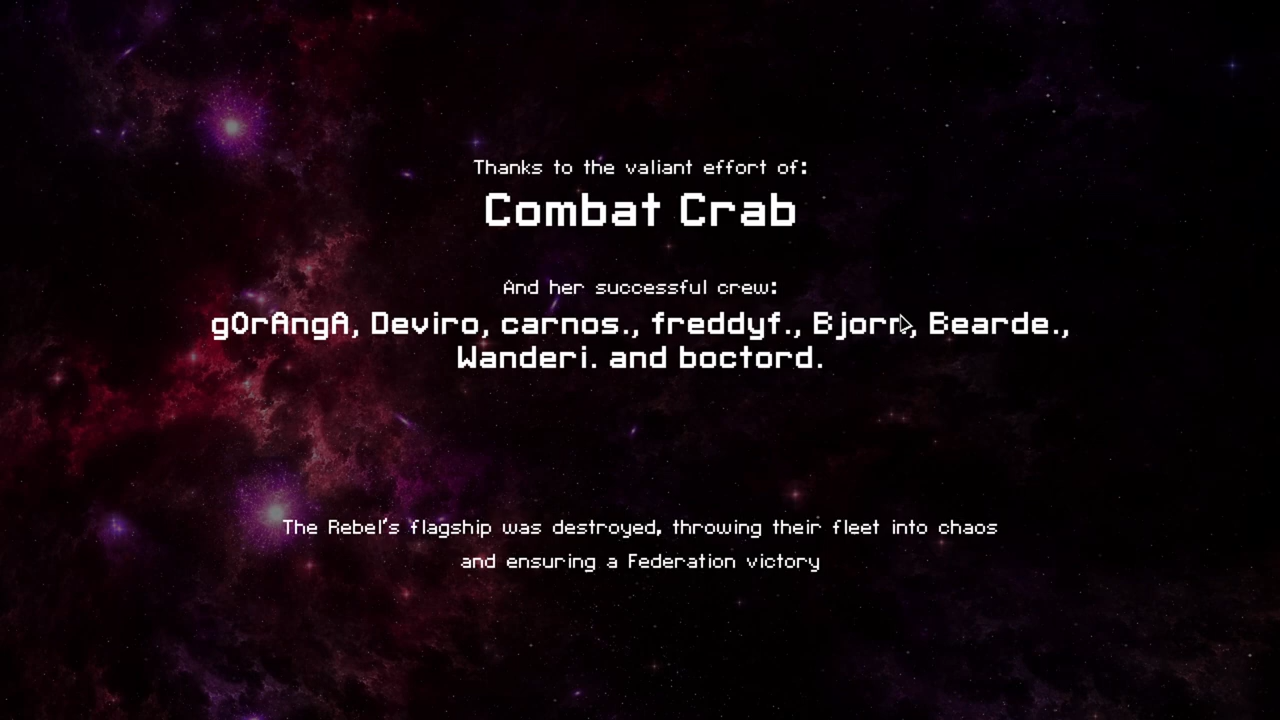 Thanks to the valiant effort of:
Combat Crab
And her successful crew:
gOrAngA, Deviro, carnos., freddyf., Bjorn, Bearde.,
Wanderi. and boctord.
The Rebel's flagship was destroyed, throwing their fleet into chaos
and ensuring a Federation victory